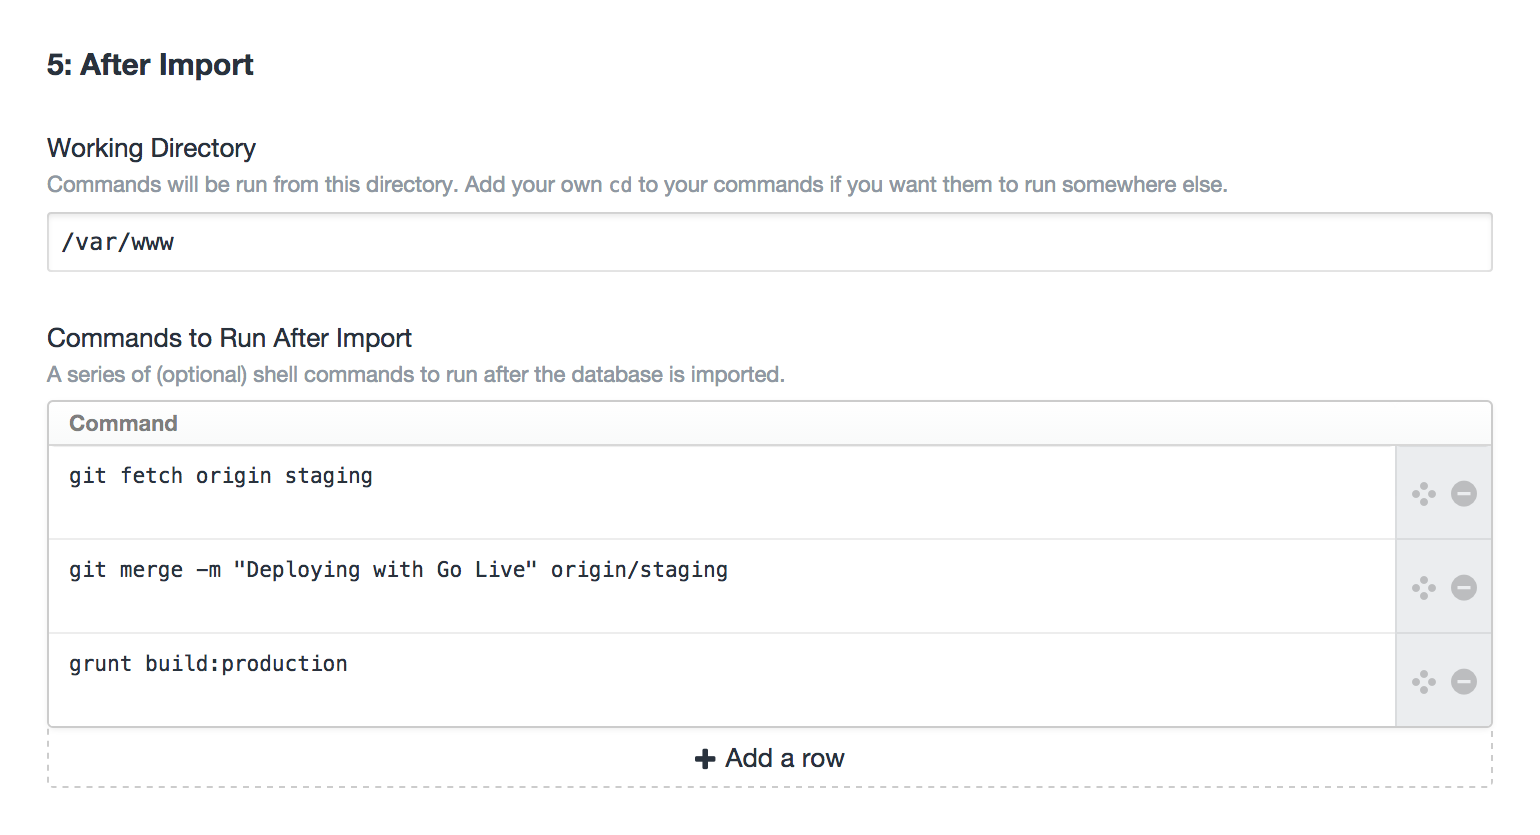 5: After Import
Working Directory
Commands will be run from this directory. Add your own cd to your commands if you want them to run somewhere else.
/var/www
Commands to Run After Import
A series of (optional) shell commands to run after the database is imported.
Command
git fetch origin staging
git merge -m "Deploying with Go Live" origin/staging
grunt build:production
Add a row